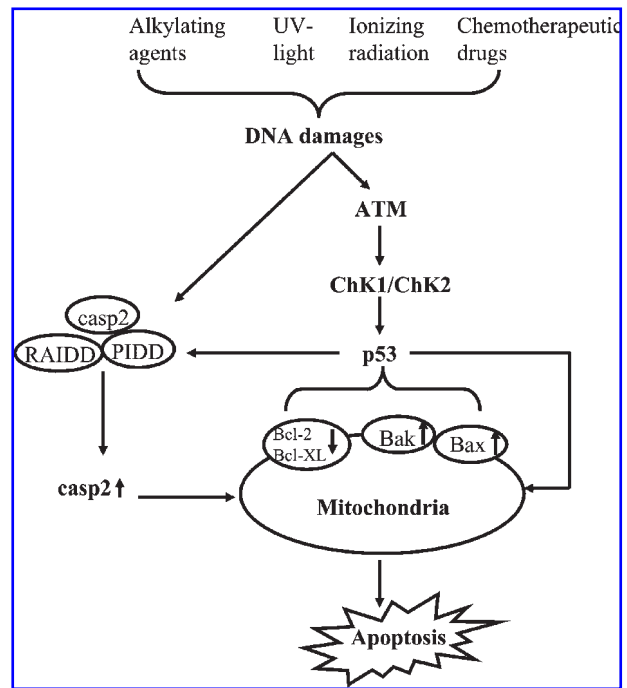 Alkylating agents
UV-light
Ionizing radiation
Chemotherapeutic drugs
DNA damages
ATM
ChK1/ChK2
p53
casp2
RAIDD
PIDD
Bcl-2
Bcl-XL
Bak
Bax
casp2
Mitochondria
Apoptosis